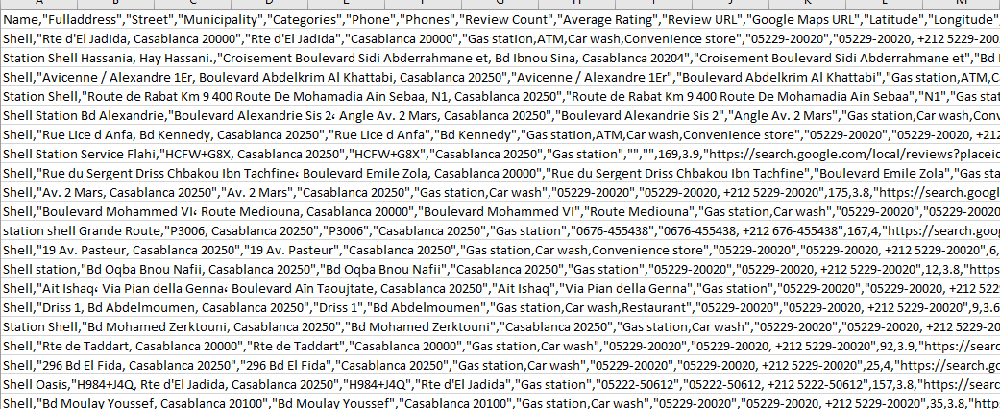 Name,"Fulladdress","Street","Municipality","Categories","Phone","Phones","Review Count","Average Rating","Review URL","Google Maps URL","Latitude","Longitude",
Shell,"Rte d'El Jadida, Casablanca 20000","Rte d'El Jadida","Casablanca 20000","Gas station,ATM,Car wash,Convenience store","05229-20020","05229-20020, +212 5229-200
Station Shell Hassania, Hay Hassani.,"Croisement Boulevard Sidi Abderrahmane et, Bd Ibnou Sina, Casablanca 20204","Croisement Boulevard Sidi Abderrahmane et","Bd I
Shell,"Avicenne / Alexandre 1Er, Boulevard Abdelkrim Al Khattabi, Casablanca 20250","Avicenne / Alexandre 1Er","Boulevard Abdelkrim Al Khattabi","Gas station,ATM,C
Station Shell,"Route de Rabat Km 9 400 Route De Mohamadia Ain Sebaa, N1, Casablanca 20250","Route de Rabat Km 9 400 Route De Mohamadia Ain Sebaa","N1","Gas stat
Shell Station Bd Alexandrie,"Boulevard Alexandrie Sis 2، Angle Av. 2 Mars, Casablanca 20250","Boulevard Alexandrie Sis 2","Angle Av. 2 Mars","Gas station,Car wash,Conv
Shell,"Rue Lice d Anfa, Bd Kennedy, Casablanca 20250","Rue Lice d Anfa","Bd Kennedy","Gas station,ATM,Car wash,Convenience store","05229-20020","05229-20020, +212
Shell Station Service Flahi,"HCFW+G8X, Casablanca 20250","HCFW+G8X","Casablanca 20250","Gas station","","",169,3.9,"https://search.google.com/local/reviews?placeic
Shell,"Rue du Sergent Driss Chbakou Ibn Tachfine، Boulevard Emile Zola, Casablanca 20000","Rue du Sergent Driss Chbakou Ibn Tachfine","Boulevard Emile Zola","Gas sta
Shell,"Av. 2 Mars, Casablanca 20250","Av. 2 Mars","Casablanca 20250","Gas station,Car wash","05229-20020","05229-20020, +212 5229-20020",175,3.8,"https://search.googl
Shell,"Boulevard Mohammed VI، Route Mediouna, Casablanca 20000","Boulevard Mohammed VI","Route Mediouna","Gas station,Car wash","05229-20020","05229-20020
station shell Grande Route,"P3006, Casablanca 20250","P3006","Casablanca 20250","Gas station","0676-455438","0676-455438, +212 676-455438",167,4,"https://search.goog
Shell,"19 Av. Pasteur, Casablanca 20250","19 Av. Pasteur","Casablanca 20250","Gas station,Car wash,Convenience store","05229-20020","05229-20020, +212 5229-20020",6,
Shell station,"Bd Oqba Bnou Nafii, Casablanca 20250","Bd Oqba Bnou Nafii","Casablanca 20250","Gas station","05229-20020","05229-20020, +212 5229-20020",12,3.8,"https
Shell,"Ait Ishaq، Via Pian della Genna، Boulevard Aïn Taoujtate, Casablanca 20250","Ait Ishaq","Via Pian della Genna","Gas station","05229-20020","05229-20020, +212 522
Shell,"Driss 1, Bd Abdelmoumen, Casablanca 20250","Driss 1","Bd Abdelmoumen","Gas station,Car wash,Restaurant","05229-20020","05229-20020, +212 5229-20020",9,3.6
Station Shell,"Bd Mohamed Zerktouni, Casablanca 20250","Bd Mohamed Zerktouni","Casablanca 20250","Gas station,Car wash","05229-20020","05229-20020, +212 5229-20
Shell,"Rte de Taddart, Casablanca 20000","Rte de Taddart","Casablanca 20000","Gas station,Car wash","05229-20020","05229-20020, +212 5229-20020",92,3.9,"https://searc
Shell,"296 Bd El Fida, Casablanca 20250","296 Bd El Fida","Casablanca 20250","Gas station,Car wash","05229-20020","05229-20020, +212 5229-20020",25,4,"https://search.go
Shell Oasis,"H984+J4Q, Rte d'El Jadida, Casablanca 20250","H984+J4Q","Rte d'El Jadida","Gas station","05222-50612","05222-50612, +212 5222-50612",157,3.8,"https://sear
Shell,"Bd Moulay Youssef, Casablanca 20100","Bd Moulay Youssef","Casablanca 20100","Gas station,Car wash","05229-20020","05229-20020, +212 5229-20020",35,3.8,"http